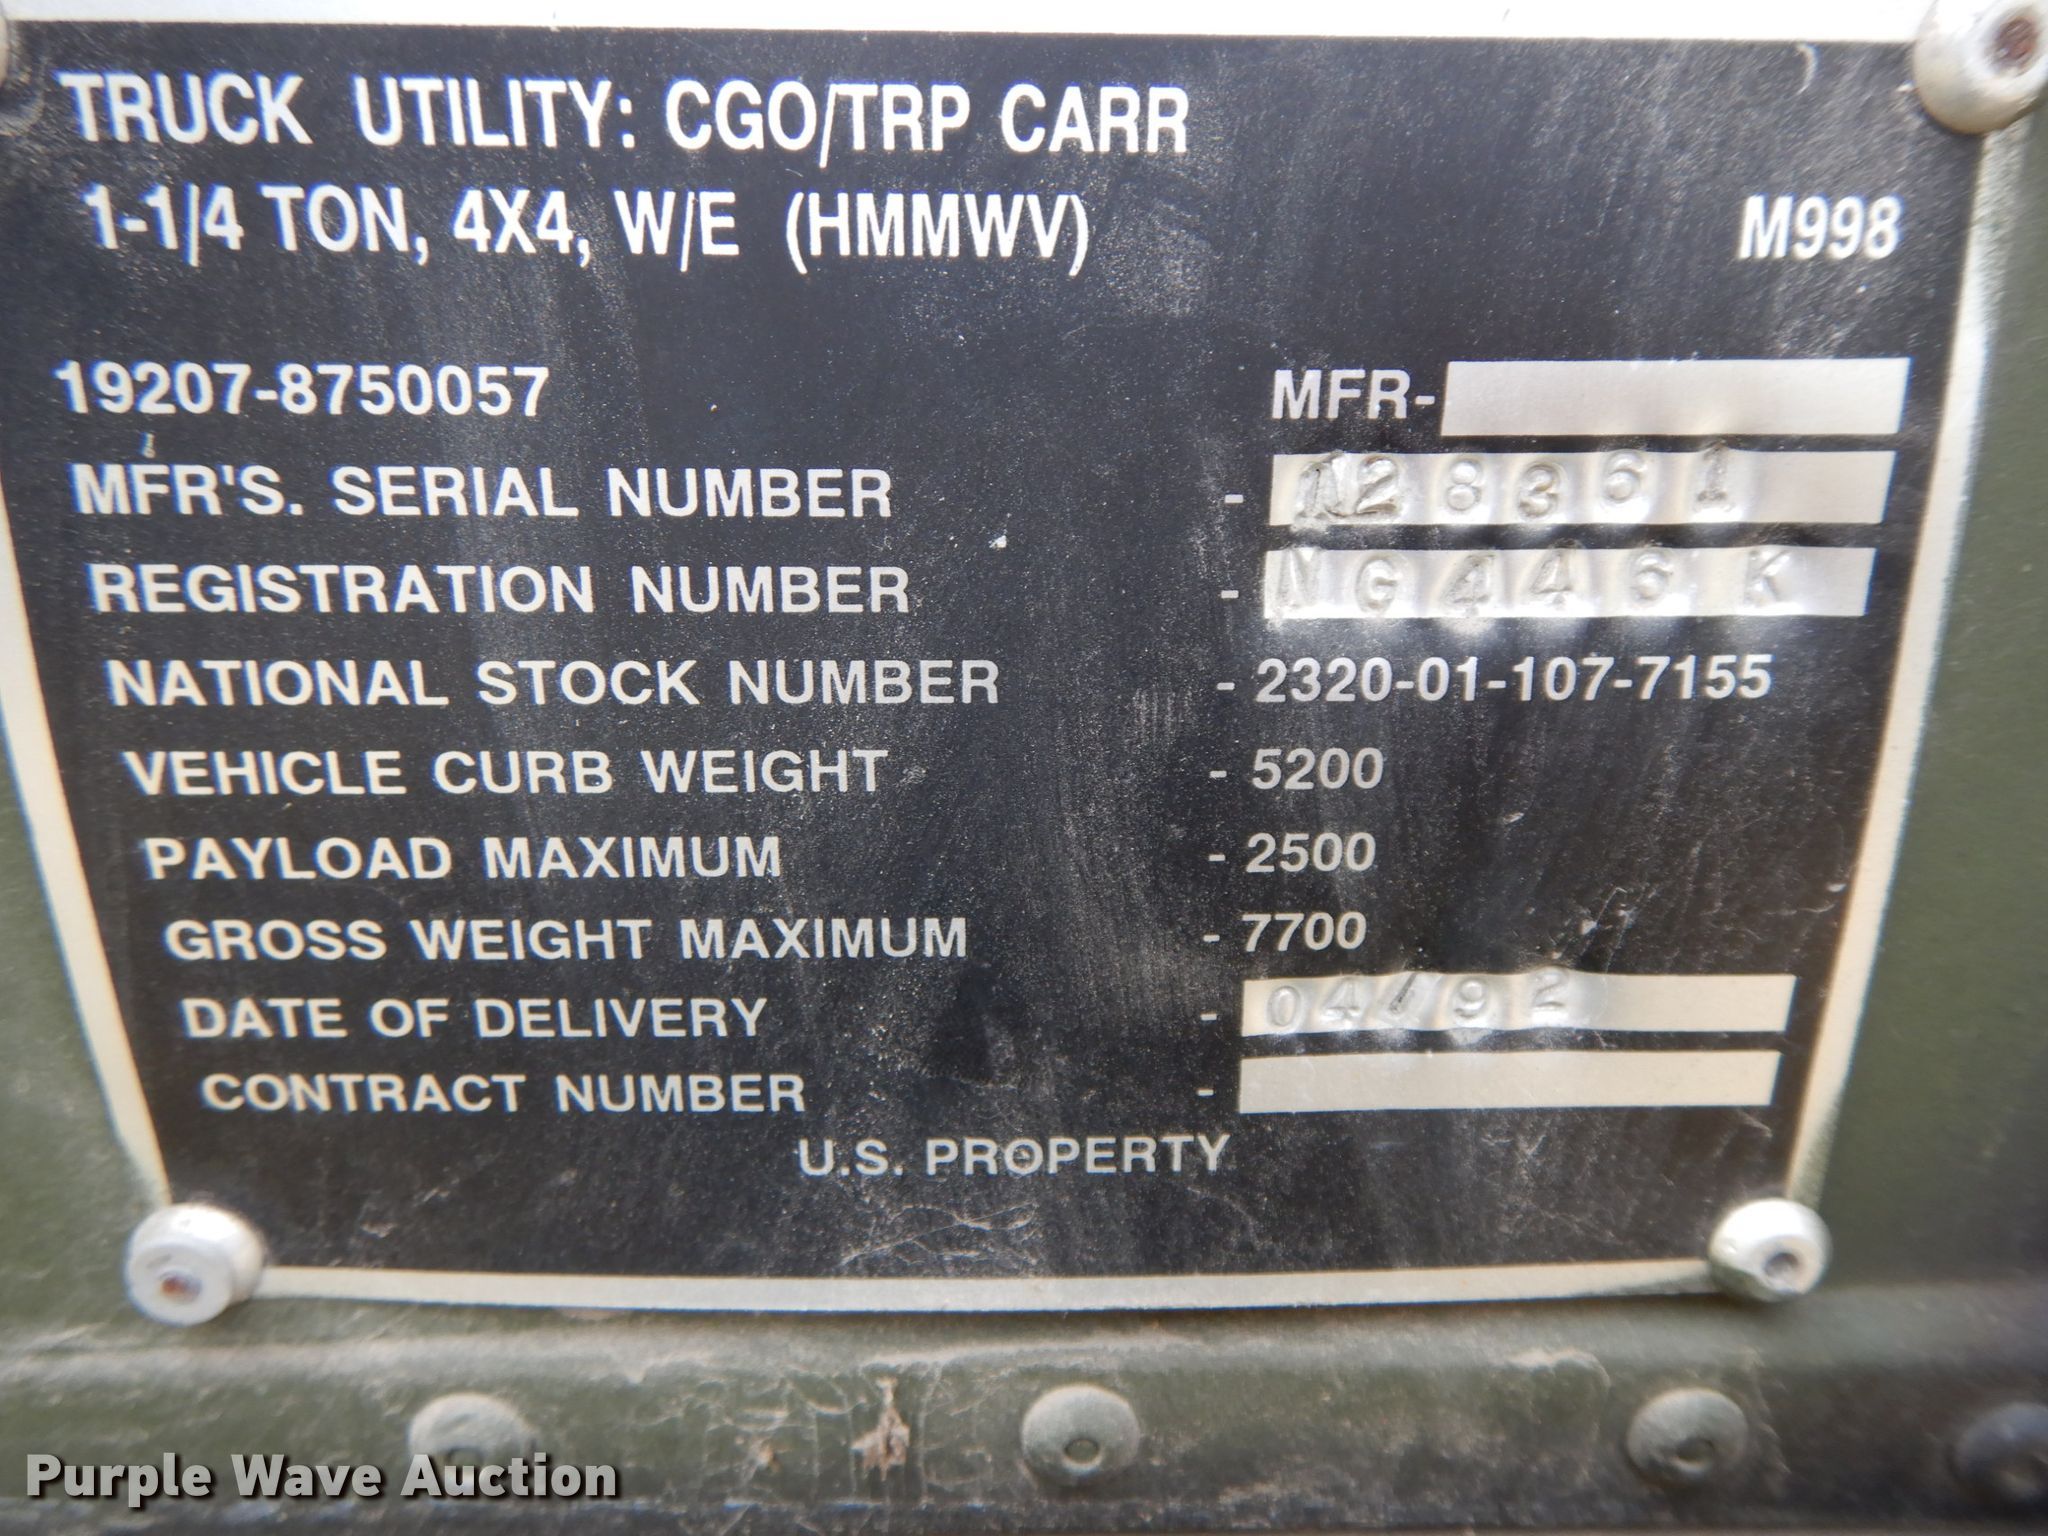 TRUCK UTILITY: CGO/TRP CARR
1-1/4 TON, 4X4, W/E (HMMWV) M998
19207-8750057 MFR-
MFR'S. SERIAL NUMBER - 128361
REGISTRATION NUMBER - NG446K
NATIONAL STOCK NUMBER - 2320-01-107-7155
VEHICLE CURB WEIGHT - 5200
PAYLOAD MAXIMUM - 2500
GROSS WEIGHT MAXIMUM - 7700
DATE OF DELIVERY - 04/92
CONTRACT NUMBER -
U.S. PROPERTY
Purple Wave Auction